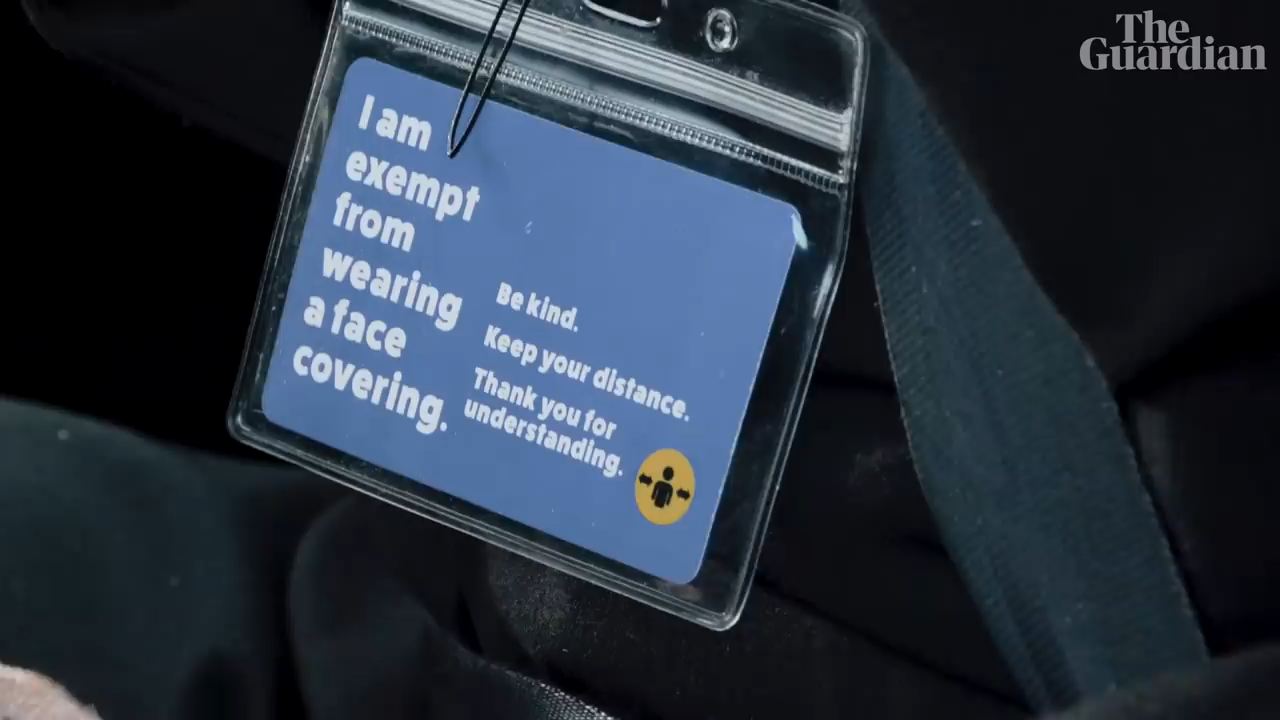 The
Guardian
I am
exempt
from
wearing
a face
covering.
Be kind.
Keep your distance.
Thank you for
understanding.